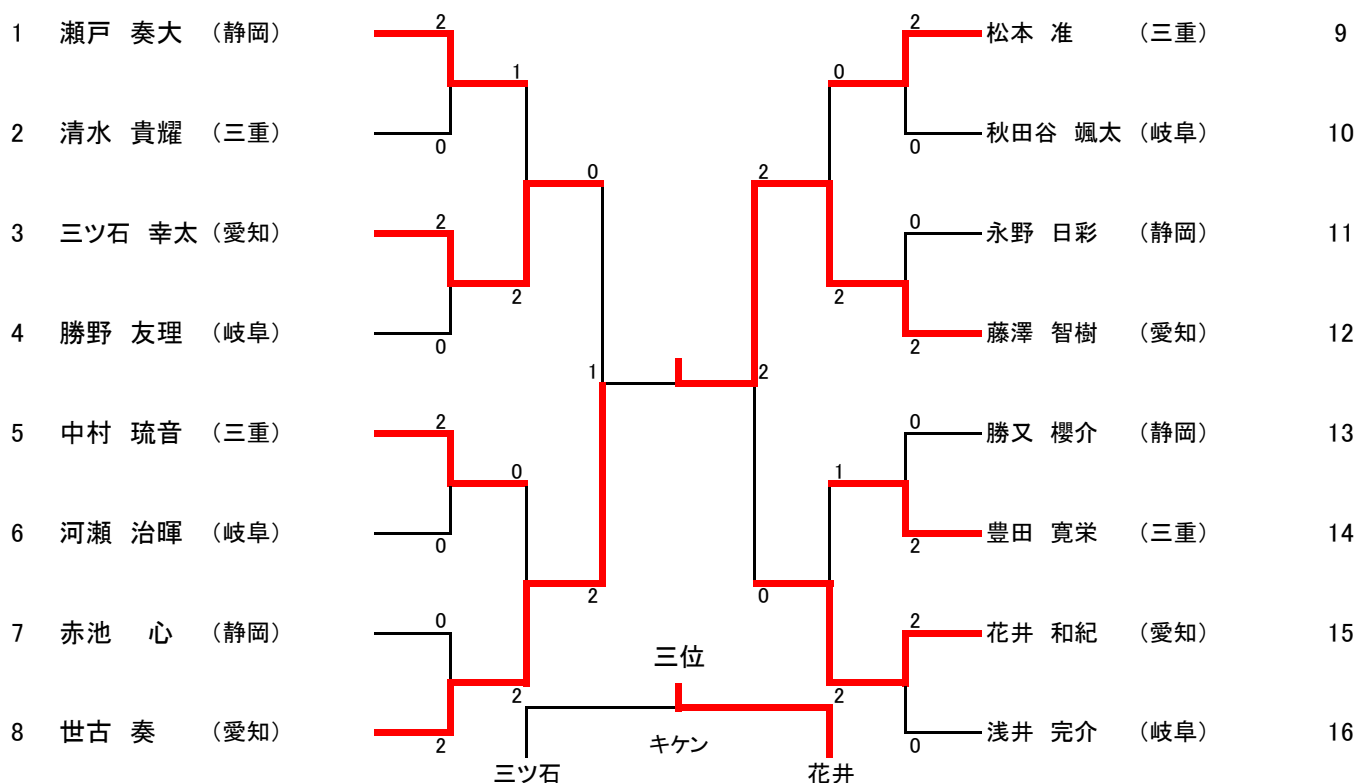 2 2
1 瀬戸 奏大 (静岡) 松本 准 (三重) 9
1 0
2 清水 貴耀 (三重) 秋田谷 颯太 (岐阜) 10
0 0
0 2
2 0
3 三ツ石 幸太 (愛知) 永野 日彩 (静岡) 11
2 2
4 勝野 友理 (岐阜) 藤澤 智樹 (愛知) 12
0 2
1 2
2 0
5 中村 琉音 (三重) 勝又 櫻介 (静岡) 13
0 1
6 河瀬 治暉 (岐阜) 豊田 寛栄 (三重) 14
0 2
2 0
0 2
7 赤池 心 (静岡) 花井 和紀 (愛知) 15
三位
2 2
8 世古 奏 (愛知) 浅井 完介 (岐阜) 16
2 キケン 0
三ツ石 花井